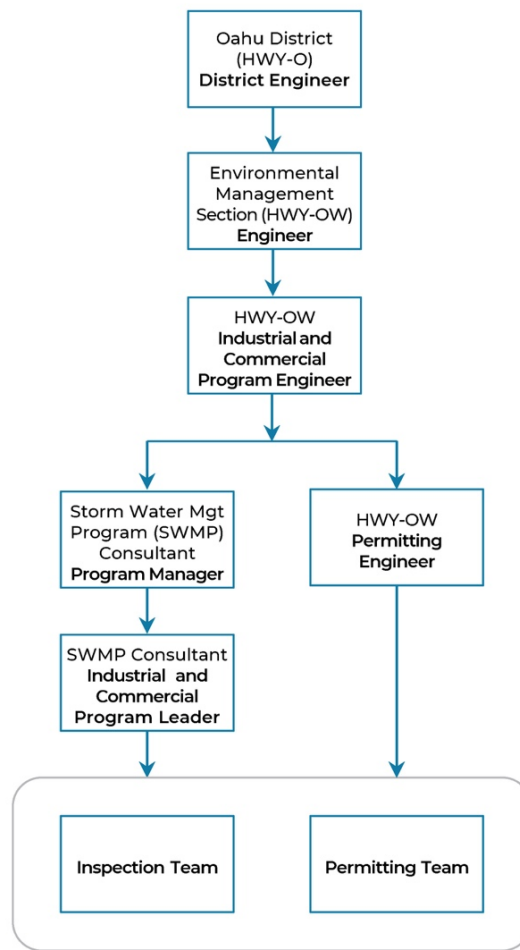 Oahu District
(HWY-O)
District Engineer
Environmental
Management
Section (HWY-OW)
Engineer
HWY-OW
Industrial and
Commercial
Program Engineer
Storm Water Mgt
Program (SWMP)
Consultant
Program Manager
HWY-OW
Permitting
Engineer
SWMP Consultant
Industrial and
Commercial
Program Leader
Inspection Team
Permitting Team